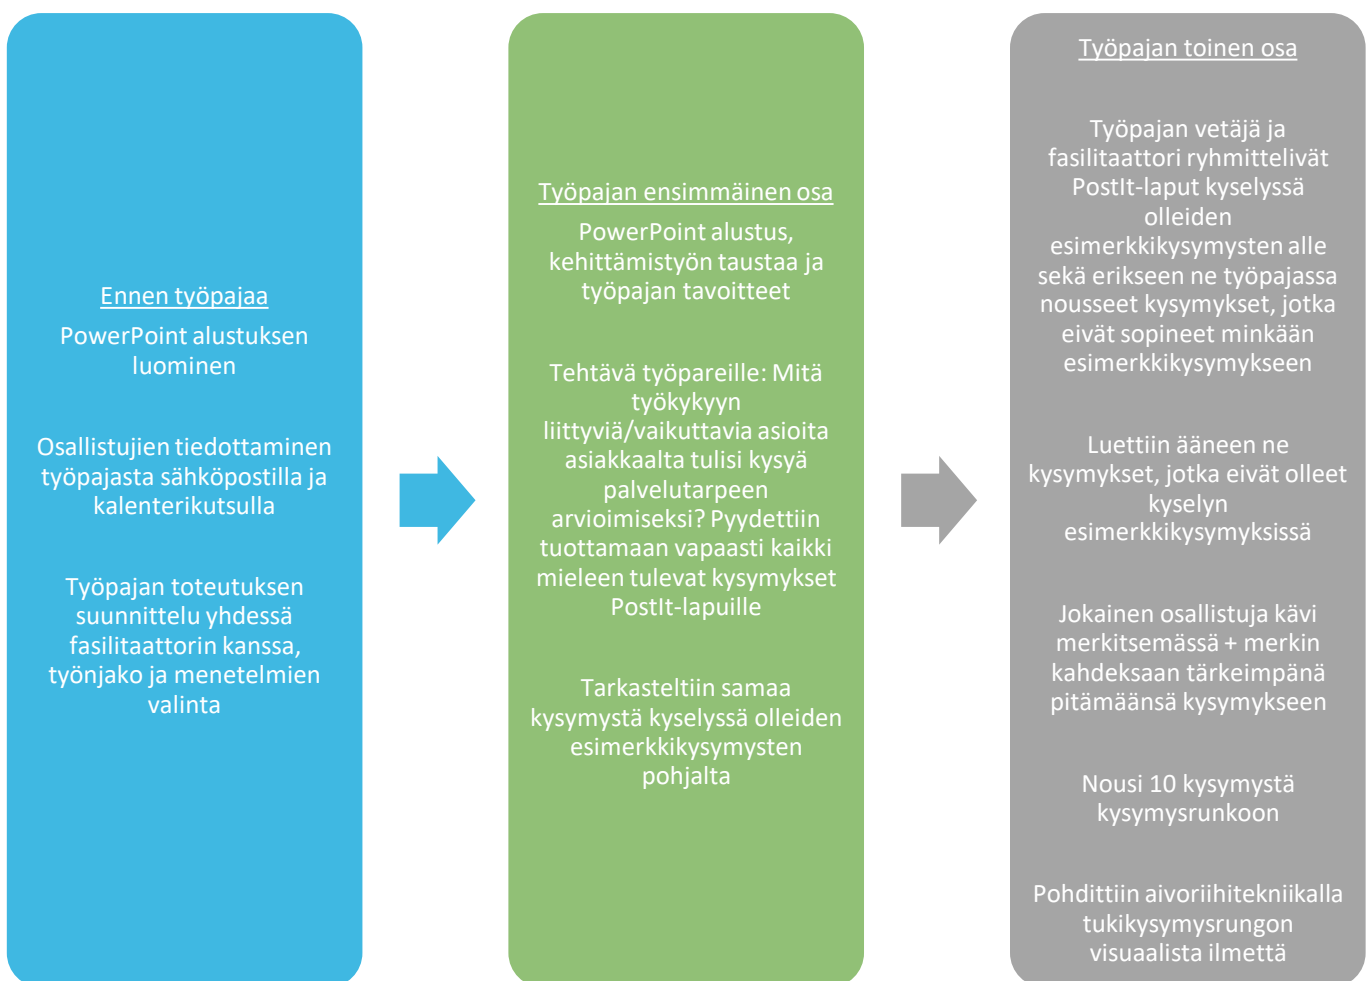 Ennen työpajaa
PowerPoint alustuksen
luominen
Osallistujien tiedottaminen
työpajasta sähköpostilla ja
kalenterikutsulla
Työpajan toteutuksen
suunnittelu yhdessä
fasilitaattorin kanssa,
työnjako ja menetelmien
valinta
Työpajan ensimmäinen osa
PowerPoint alustus,
kehittämistyön taustaa ja
työpajan tavoitteet
Tehtävä työpareille: Mitä
työkykyyn
liittyviä/vaikuttavia asioita
asiakkaalta tulisi kysyä
palvelutarpeen
arvioimiseksi? Pyydettiin
tuottamaan vapaasti kaikki
mieleen tulevat kysymykset
PostIt-lapuille
Tarkasteltiin samaa
kysymystä kyselyssä olleiden
esimerkkikysymysten
pohjalta
Työpajan toinen osa
Työpajan vetäjä ja
fasilitaattori ryhmittelivät
PostIt-laput kyselyssä
olleiden
esimerkkikysymysten alle
sekä erikseen ne työpajassa
nousseet kysymykset, jotka
eivät sopineet minkään
esimerkkikysymykseen
Luettiin ääneen ne
kysymykset, jotka eivät olleet
kyselyn
esimerkkikysymyksissä
Jokainen osallistuja kävi
merkitsemässä + merkin
kahdeksaan tärkeimpänä
pitämäänsä kysymykseen
Nousi 10 kysymystä
kysymysrunkoon
Pohdittiin aivoriihitekniikalla
tukikysymysrungon
visuaalista ilmettä